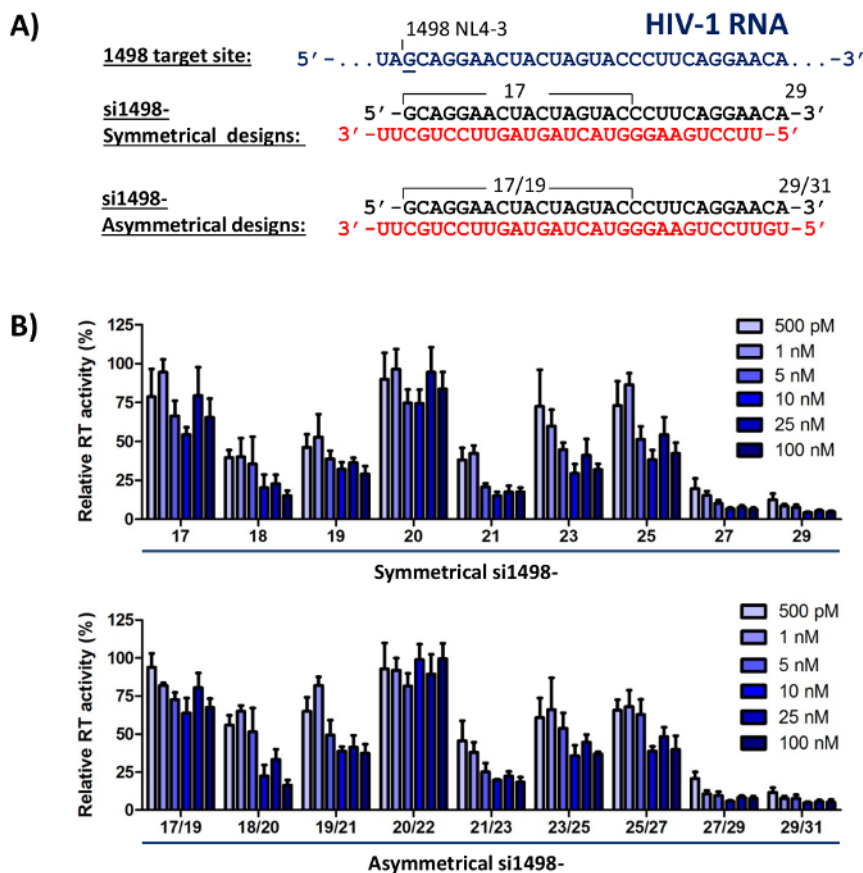 A)
1498 NL4-3
HIV-1 RNA
1498 target site:
5′-...UAGCAGGAACUACUAGUACCCUUCAGGAACA...-3′
si1498-
Symmetrical designs:
17
29
5′-GCAGGAACUACUAGUACCCUUCAGGAACA-3′
3′-UUCGUCCUUGAUGAUCAUGGGAAGUCCUU-5′
si1498-
Asymmetrical designs:
17/19
29/31
5′-GCAGGAACUACUAGUACCCUUCAGGAACA-3′
3′-UUCGUCCUUGAUGAUCAUGGGAAGUCCUUGU-5′
B)
Relative RT activity (%)
125
100
75
50
25
0
500 pM
1 nM
5 nM
10 nM
25 nM
100 nM
17 18 19 20 21 23 25 27 29
Symmetrical si1498-
Relative RT activity (%)
125
100
75
50
25
0
500 pM
1 nM
5 nM
10 nM
25 nM
100 nM
17/19 18/20 19/21 20/22 21/23 23/25 25/27 27/29 29/31
Asymmetrical si1498-